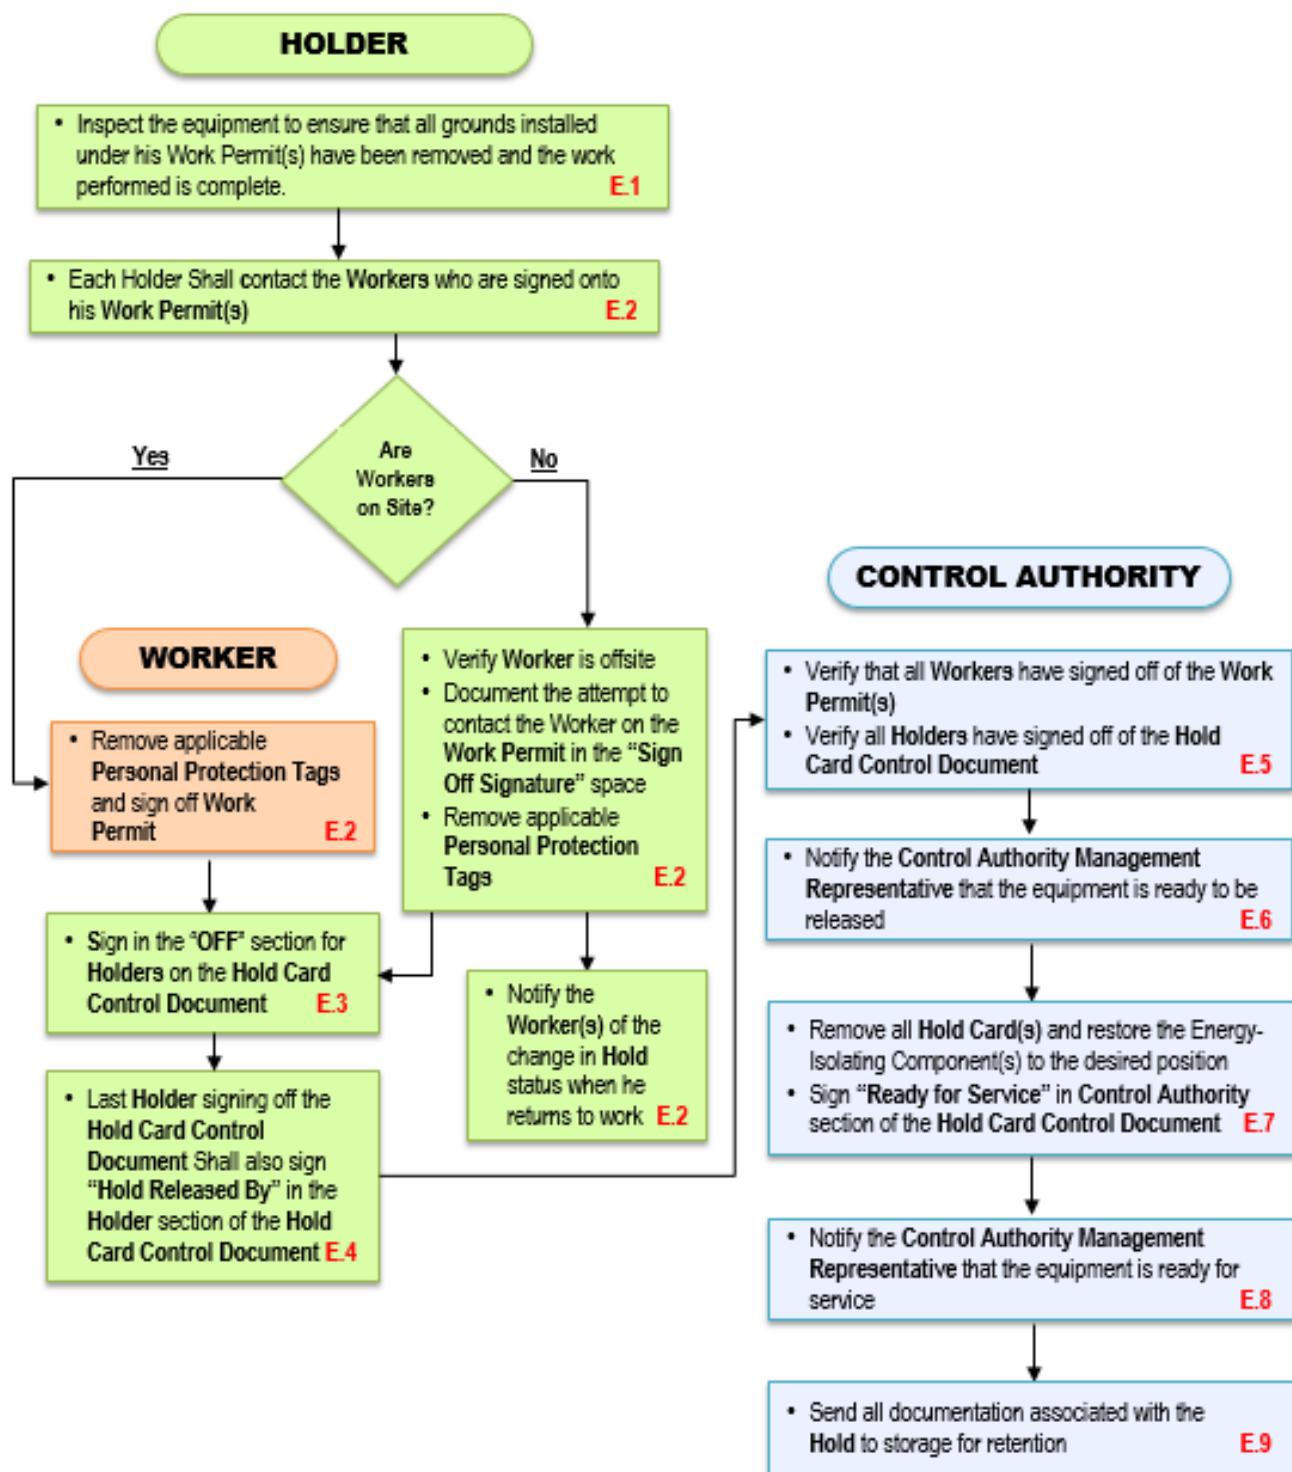 HOLDER
• Inspect the equipment to ensure that all grounds installed
under his Work Permit(s) have been removed and the work
performed is complete. E.1
• Each Holder Shall contact the Workers who are signed onto
his Work Permit(s) E.2
Are
Workers
on Site?
Yes
No
WORKER
• Remove applicable
Personal Protection Tags
and sign off Work
Permit E.2
• Verify Worker is offsite
• Document the attempt to
contact the Worker on the
Work Permit in the “Sign
Off Signature” space
• Remove applicable
Personal Protection
Tags E.2
• Sign in the “OFF” section for
Holders on the Hold Card
Control Document E.3
• Notify the
Worker(s) of the
change in Hold
status when he
returns to work E.2
• Last Holder signing off the
Hold Card Control
Document Shall also sign
“Hold Released By” in the
Holder section of the Hold
Card Control Document E.4
CONTROL AUTHORITY
• Verify that all Workers have signed off of the Work
Permit(s)
• Verify all Holders have signed off of the Hold
Card Control Document E.5
• Notify the Control Authority Management
Representative that the equipment is ready to be
released E.6
• Remove all Hold Card(s) and restore the Energy-
Isolating Component(s) to the desired position
• Sign “Ready for Service” in Control Authority
section of the Hold Card Control Document E.7
• Notify the Control Authority Management
Representative that the equipment is ready for
service E.8
• Send all documentation associated with the
Hold to storage for retention E.9